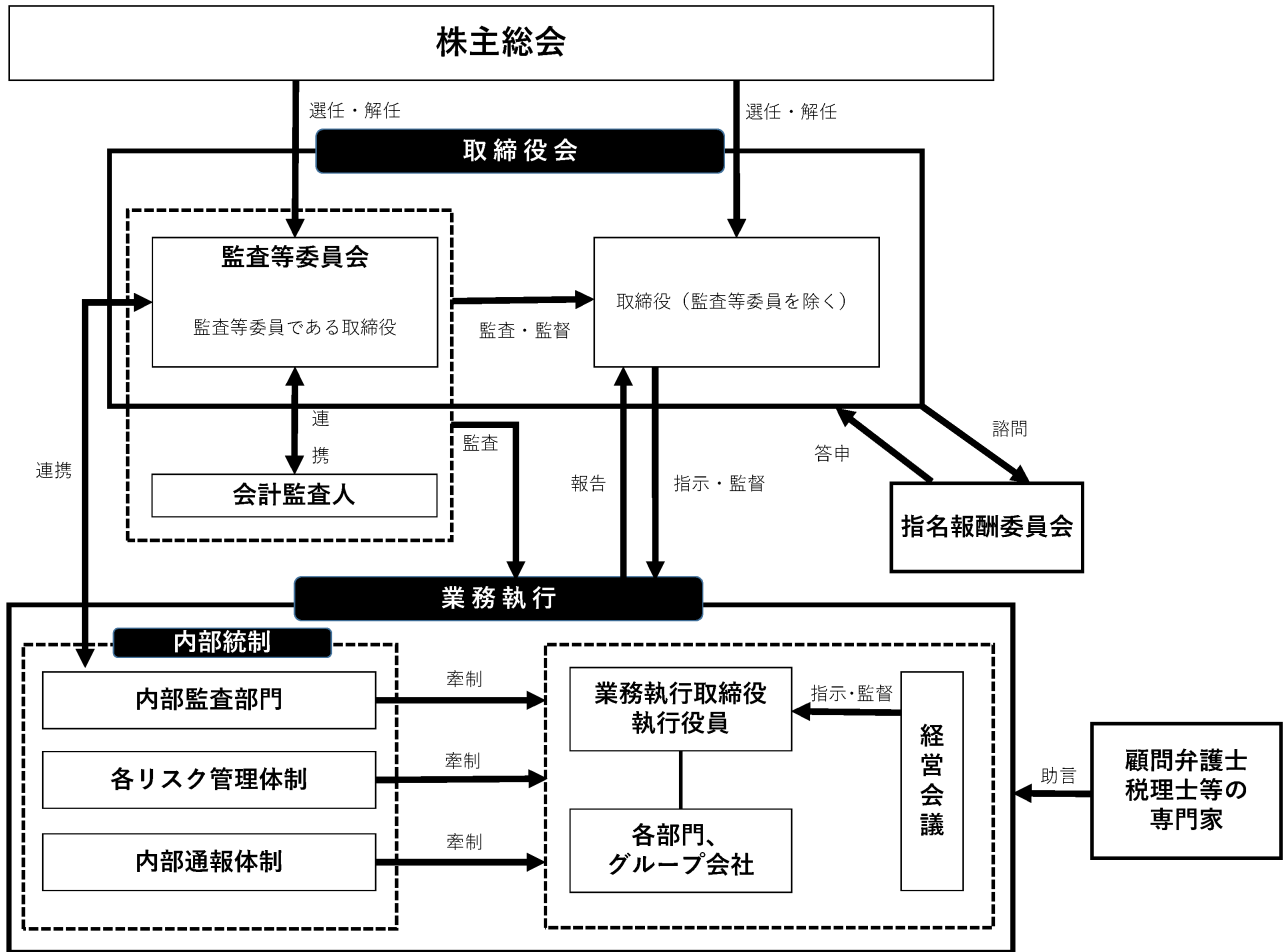 株主総会
選任・解任
選任・解任
取締役会
監査等委員会
監査等委員である取締役
監査・監督
取締役（監査等委員を除く）
連携
連
携
会計監査人
監査
報告
指示・監督
答申
諮問
指名報酬委員会
業務執行
内部統制
内部監査部門
牽制
各リスク管理体制
牽制
内部通報体制
牽制
業務執行取締役
執行役員
指示・監督
経営会議
各部門、
グループ会社
助言
顧問弁護士
税理士等の
専門家